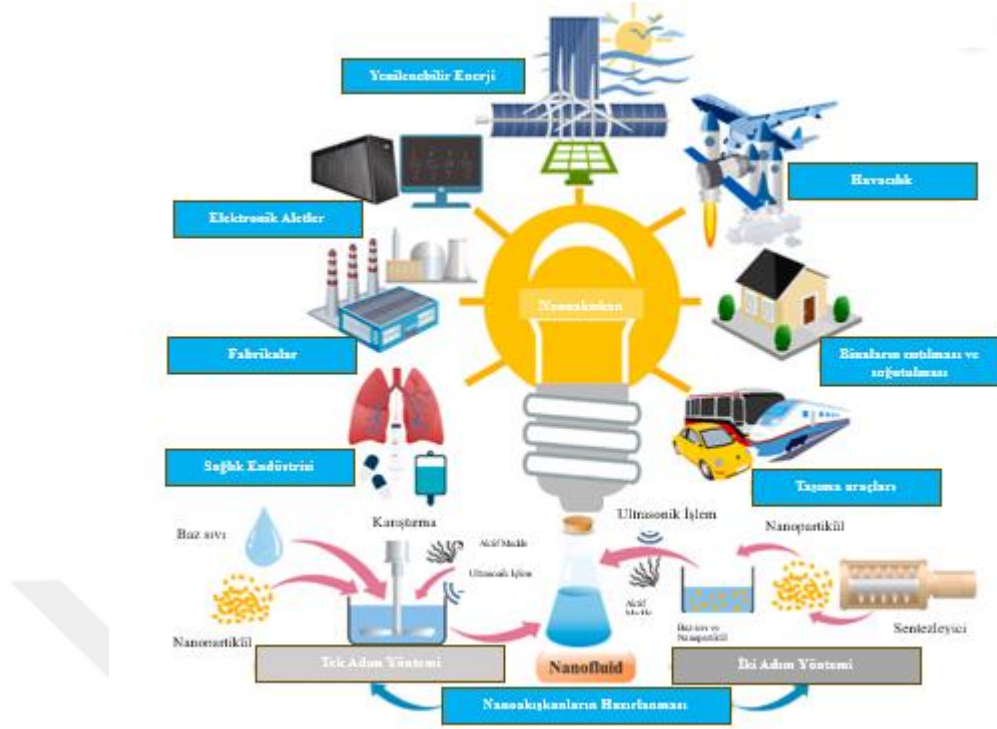 Yenilenebilir Enerji
Havacılık
Elektronik Aletler
Nanoakışkan
Fabrikalar
Binaların ısıtılması ve
soğutulması
Sağlık Endüstrisi
Taşıma araçları
Karıştırma
Ultrasonik İşlem
Nanopartikül
Baz sıvı
Aktif Madde
Ultrasonik İşlem
Aktif
Madde
Baz sıvı ve
Nanopartikül
Sentezleyici
Nanopartikül
Tek Adım Yöntemi
Nanofluid
İki Adım Yöntemi
Nanoakışkanların Hazırlanması